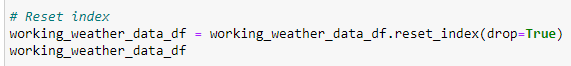 # Reset index
working_weather_data_df = working_weather_data_df.reset_index(drop=True)
working_weather_data_df